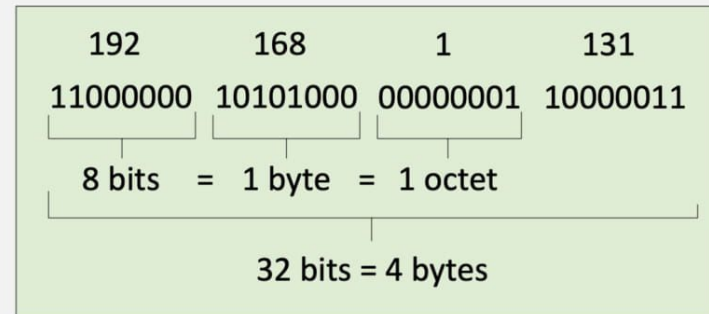 192 168 1 131
11000000 10101000 00000001 10000011
8 bits = 1 byte = 1 octet
32 bits = 4 bytes